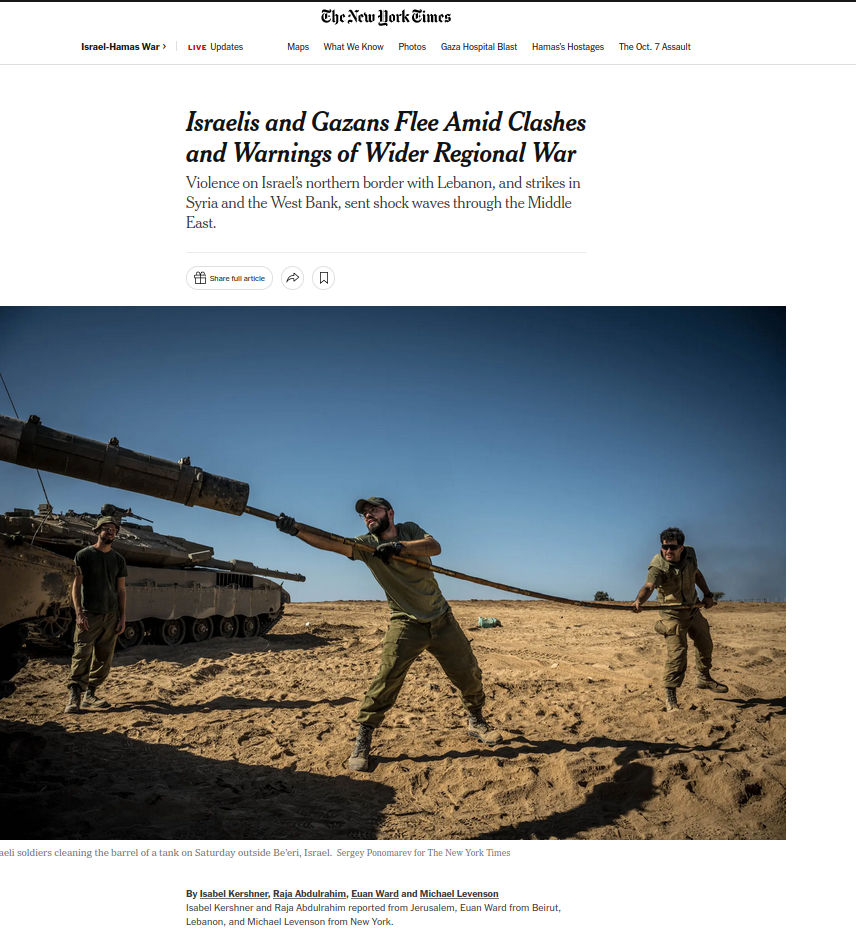 The New York Times
Israel-Hamas War › LIVE Updates Maps What We Know Photos Gaza Hospital Blast Hamas's Hostages The Oct. 7 Assault
Israelis and Gazans Flee Amid Clashes
and Warnings of Wider Regional War
Violence on Israel’s northern border with Lebanon, and strikes in
Syria and the West Bank, sent shock waves through the Middle
East.
Share full article
aeli soldiers cleaning the barrel of a tank on Saturday outside Be’eri, Israel. Sergey Ponomarev for The New York Times
By Isabel Kershner, Raja Abdulrahim, Euan Ward and Michael Levenson
Isabel Kershner and Raja Abdulrahim reported from Jerusalem, Euan Ward from Beirut,
Lebanon, and Michael Levenson from New York.